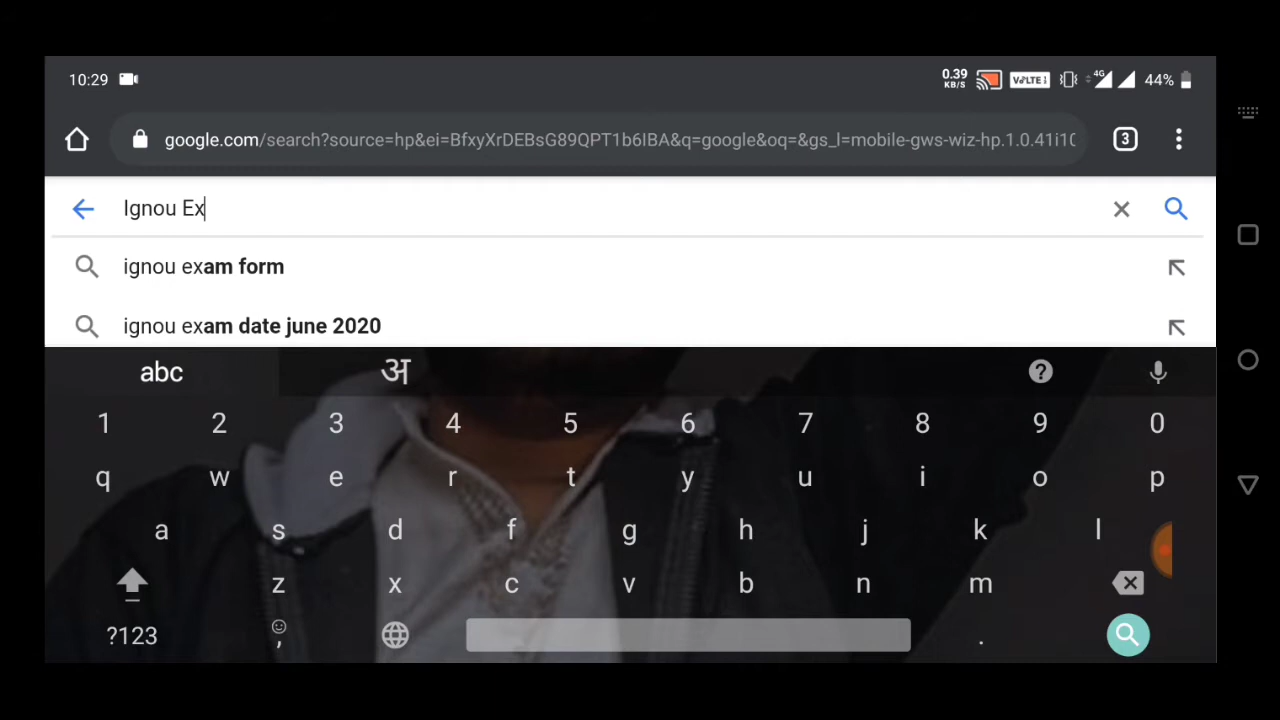 10:29 0.39 KB/S VoLTE 4G 44%
google.com/search?source=hp&ei=BfxyXrDEBsG89QPT1b6IBA&q=google&oq=&gs_l=mobile-gws-wiz-hp.1.0.41i10 3
Ignou Ex
ignou exam form
ignou exam date june 2020
abc अ ?
1 2 3 4 5 6 7 8 9 0
q w e r t y u i o p
a s d f g h j k l
z x c v b n m
?123 , .